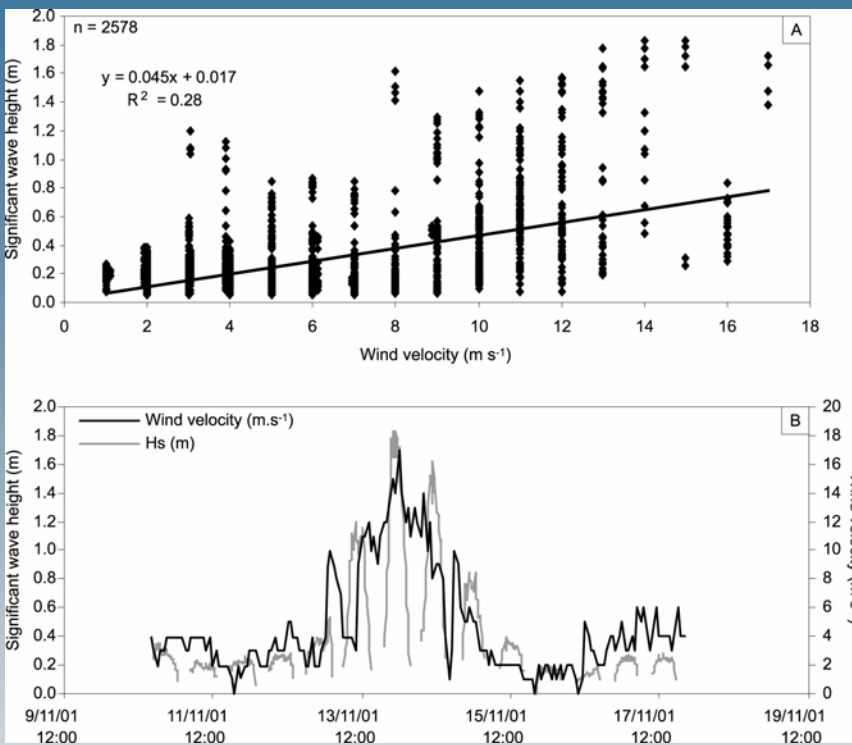 n = 2578
A
y = 0.045x + 0.017
R² = 0.28
Significant wave height (m)
2.0
1.8
1.6
1.4
1.2
1.0
0.8
0.6
0.4
0.2
0.0
0 2 4 6 8 10 12 14 16 18
Wind velocity (m s⁻¹)
B
Wind velocity (m.s⁻¹)
Hs (m)
Significant wave height (m)
2.0
1.8
1.6
1.4
1.2
1.0
0.8
0.6
0.4
0.2
0.0
20
18
16
14
12
10
8
6
4
2
0
9/11/01 11/11/01 13/11/01 15/11/01 17/11/01 19/11/01
12:00 12:00 12:00 12:00 12:00 12:00